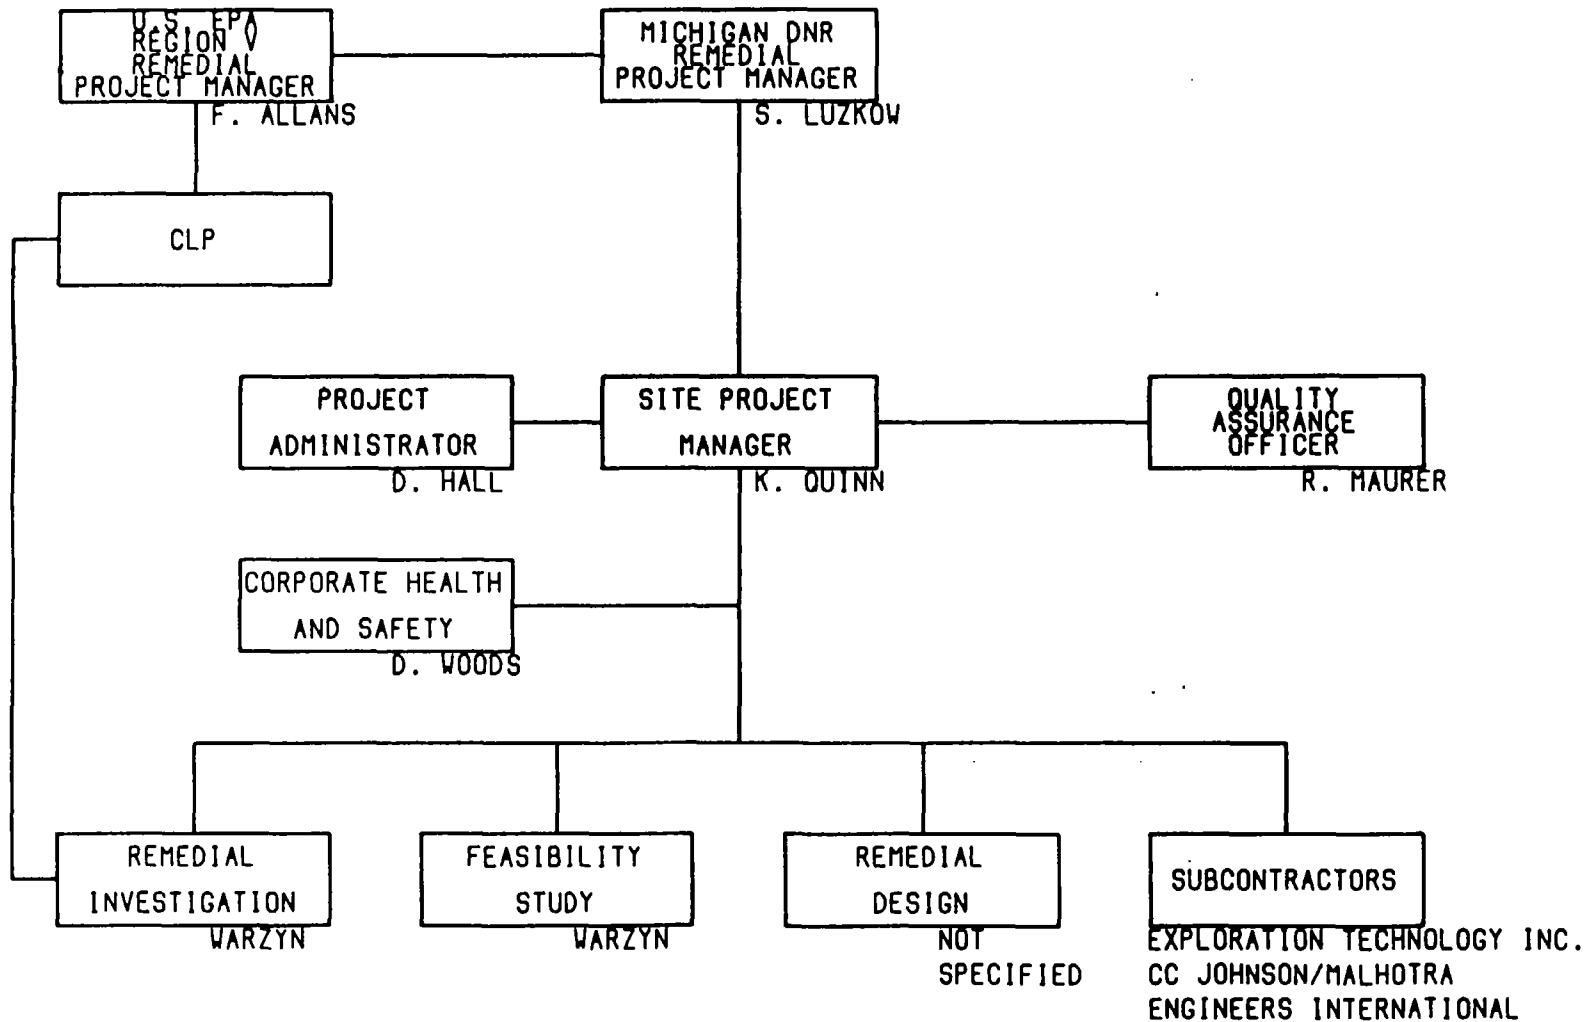 U.S. EPA
REGION V
REMEDIAL
PROJECT MANAGER
F. ALLANS
MICHIGAN DNR
REMEDIAL
PROJECT MANAGER
S. LUZKOW
CLP
PROJECT
ADMINISTRATOR
D. HALL
SITE PROJECT
MANAGER
K. QUINN
QUALITY
ASSURANCE
OFFICER
R. MAURER
CORPORATE HEALTH
AND SAFETY
D. WOODS
REMEDIAL
INVESTIGATION
WARZYN
FEASIBILITY
STUDY
WARZYN
REMEDIAL
DESIGN
NOT
SPECIFIED
SUBCONTRACTORS
EXPLORATION TECHNOLOGY INC.
CC JOHNSON/MALHOTRA
ENGINEERS INTERNATIONAL